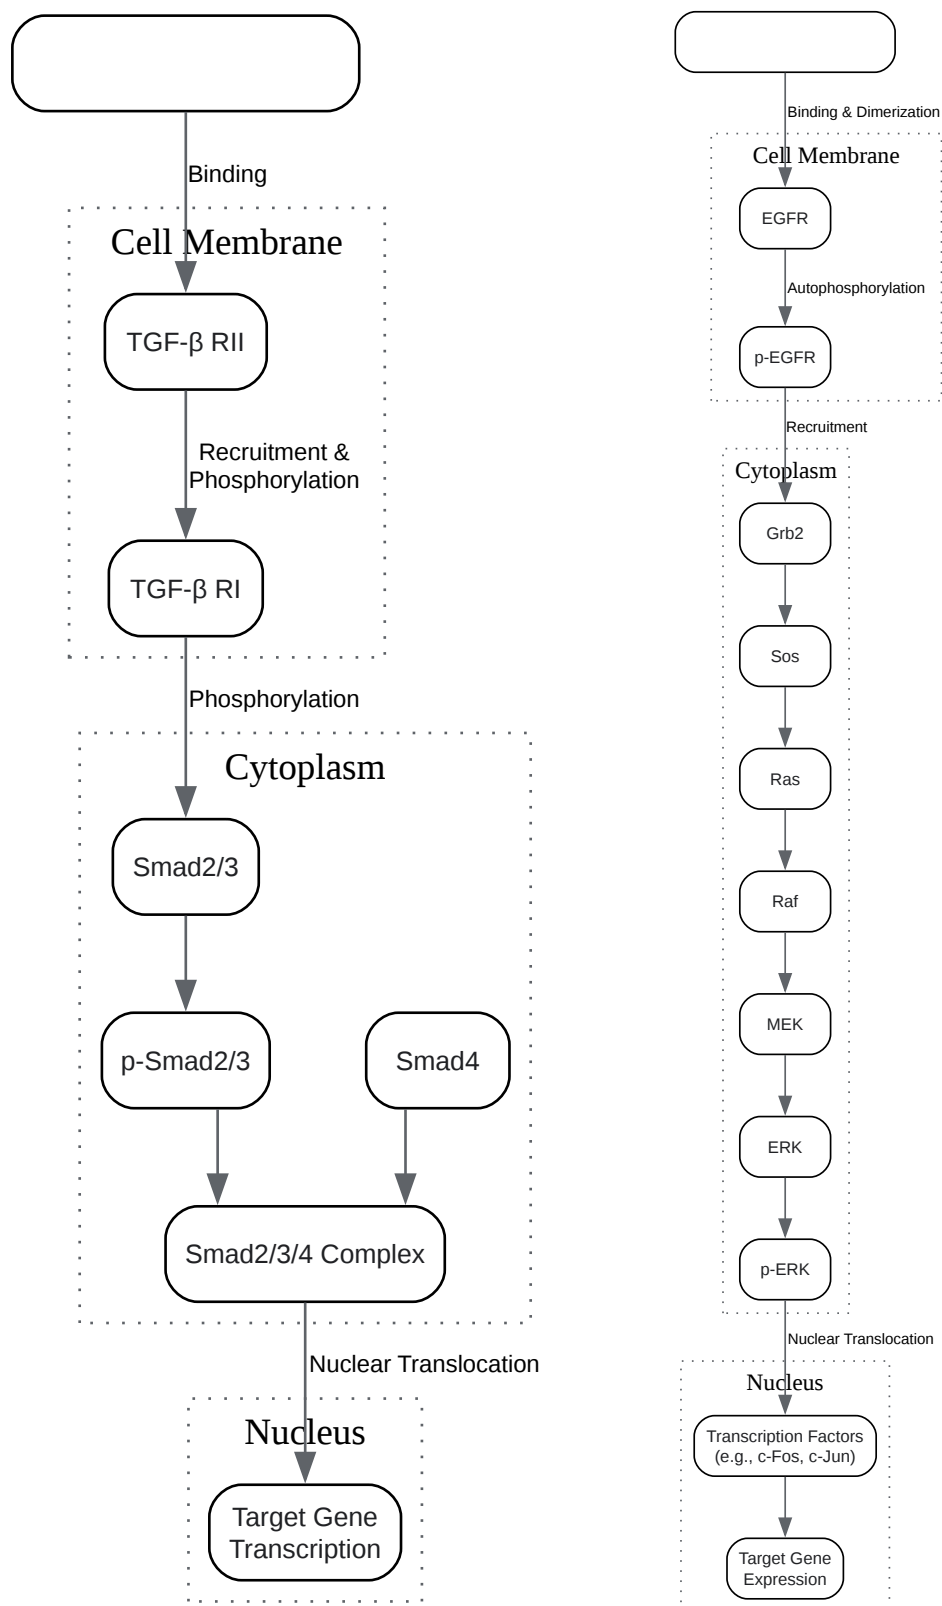 Binding
Cell Membrane
TGF-β RII
Recruitment &
Phosphorylation
TGF-β RI
Phosphorylation
Cytoplasm
Smad2/3
p-Smad2/3
Smad4
Smad2/3/4 Complex
Nuclear Translocation
Nucleus
Target Gene
Transcription
Binding & Dimerization
Cell Membrane
EGFR
Autophosphorylation
p-EGFR
Recruitment
Cytoplasm
Grb2
Sos
Ras
Raf
MEK
ERK
p-ERK
Nuclear Translocation
Nucleus
Transcription Factors
(e.g., c-Fos, c-Jun)
Target Gene
Expression